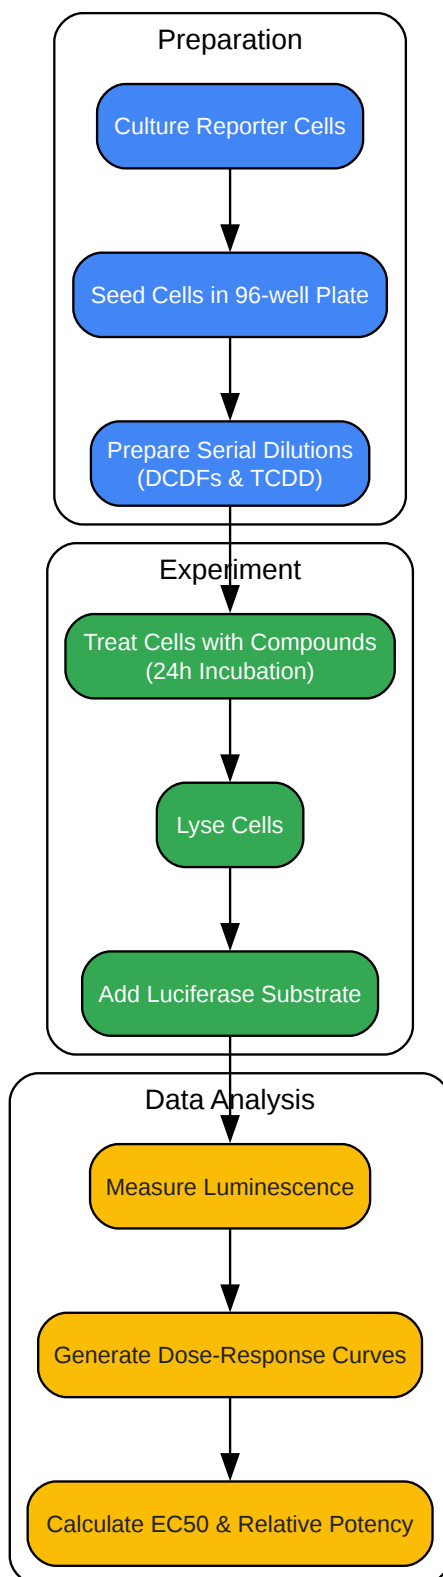 Preparation
Culture Reporter Cells
Seed Cells in 96-well Plate
Prepare Serial Dilutions
(DCDFs & TCDD)
Experiment
Treat Cells with Compounds
(24h Incubation)
Lyse Cells
Add Luciferase Substrate
Data Analysis
Measure Luminescence
Generate Dose-Response Curves
Calculate EC50 & Relative Potency